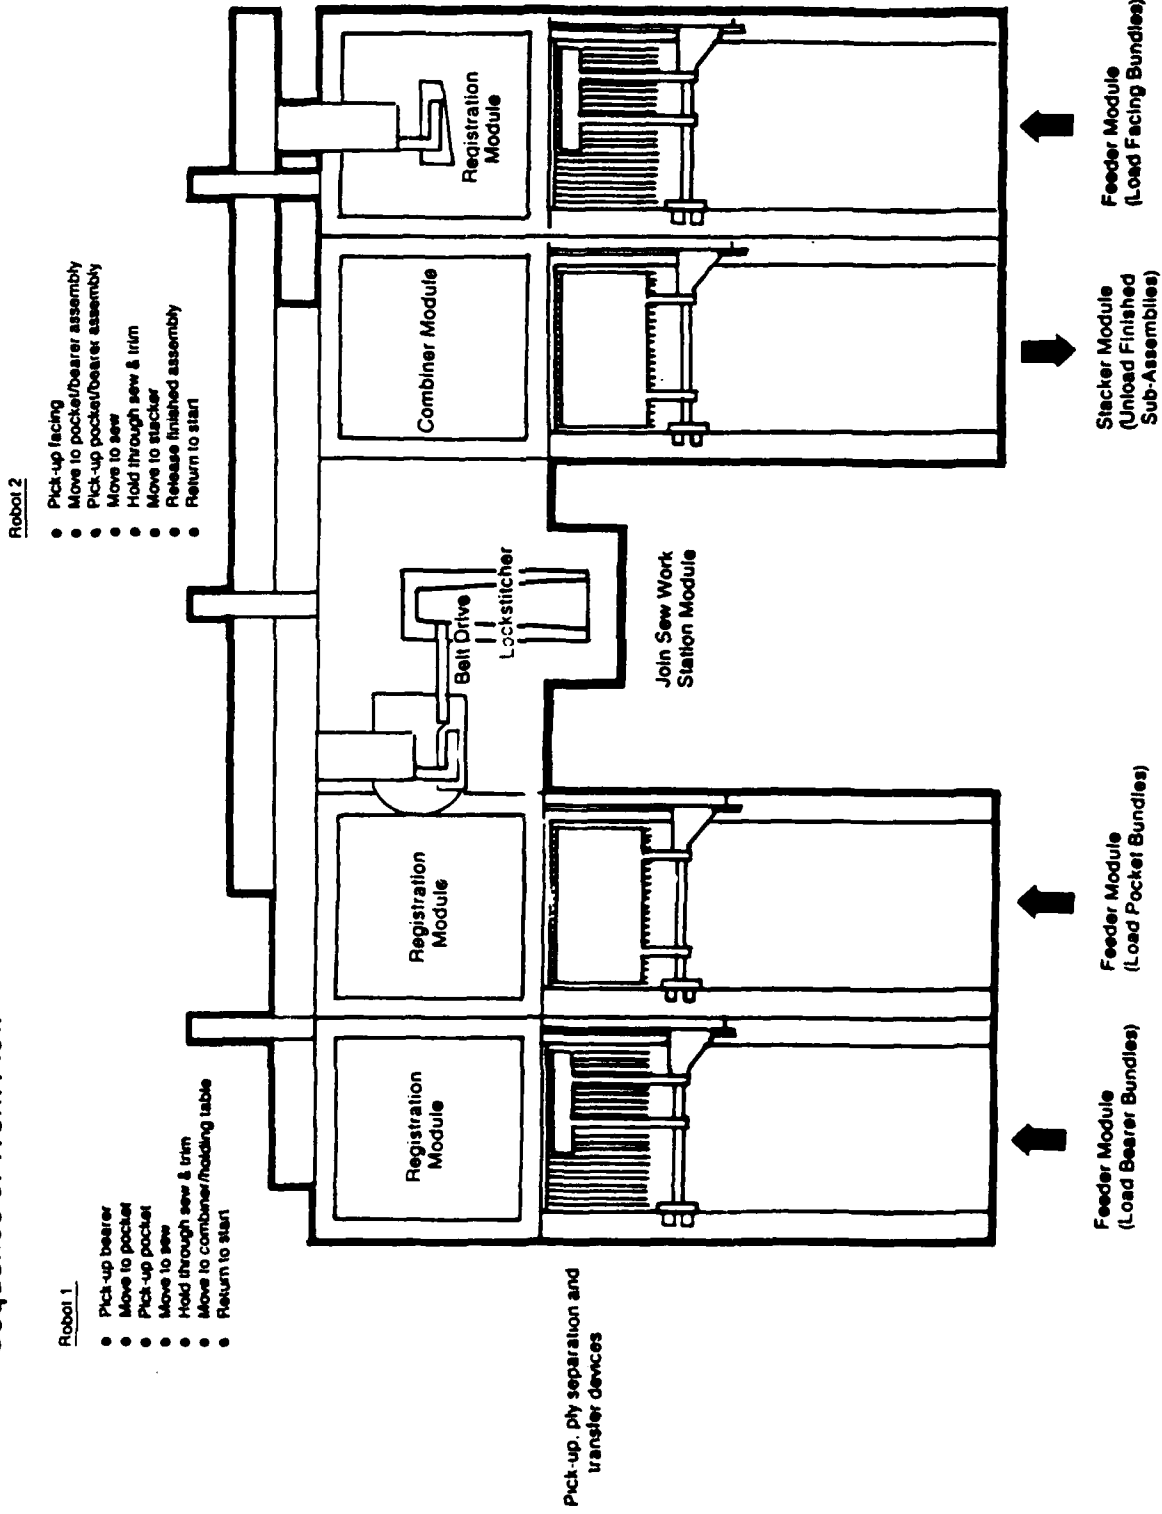 Robot 1
• Pick-up bearer
• Move to pocket
• Pick-up pocket
• Move to sew
• Hold through sew & trim
• Move to combiner/holding table
• Return to start
Robot 2
• Pick-up facing
• Move to pocket/bearer assembly
• Pick-up pocket/bearer assembly
• Move to sew
• Hold through sew & trim
• Move to stacker
• Release finished assembly
• Return to start
Registration
Module
Registration
Module
Belt Drive
Lockstitcher
Combiner Module
Registration
Module
Pick-up, ply separation and
transfer devices
Join Sew Work
Station Module
Feeder Module
(Load Bearer Bundles)
Feeder Module
(Load Pocket Bundles)
Stacker Module
(Unload Finished
Sub-Assemblies)
Feeder Module
(Load Facing Bundles)